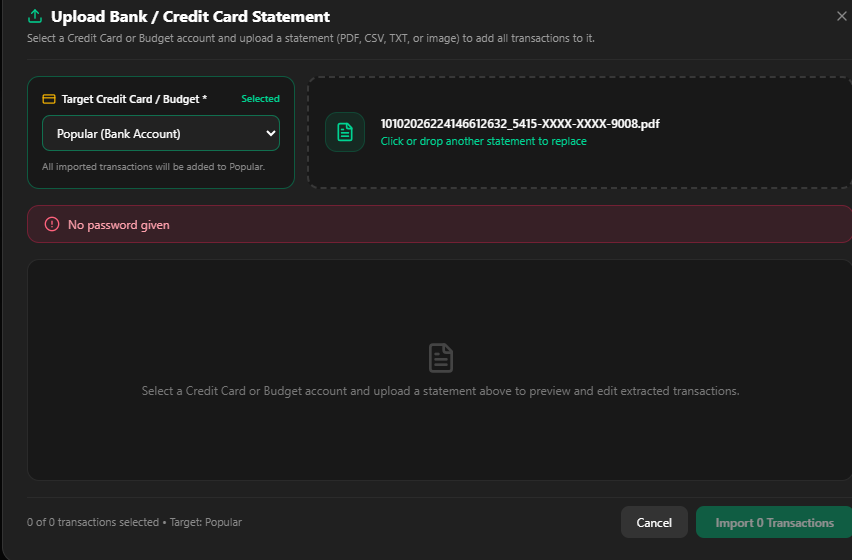 Upload Bank / Credit Card Statement
Select a Credit Card or Budget account and upload a statement (PDF, CSV, TXT, or image) to add all transactions to it.
Target Credit Card / Budget *
Selected
Popular (Bank Account)
All imported transactions will be added to Popular.
10102026224146612632_5415-XXXX-XXXX-9008.pdf
Click or drop another statement to replace
No password given
Select a Credit Card or Budget account and upload a statement above to preview and edit extracted transactions.
0 of 0 transactions selected • Target: Popular
Cancel
Import 0 Transactions